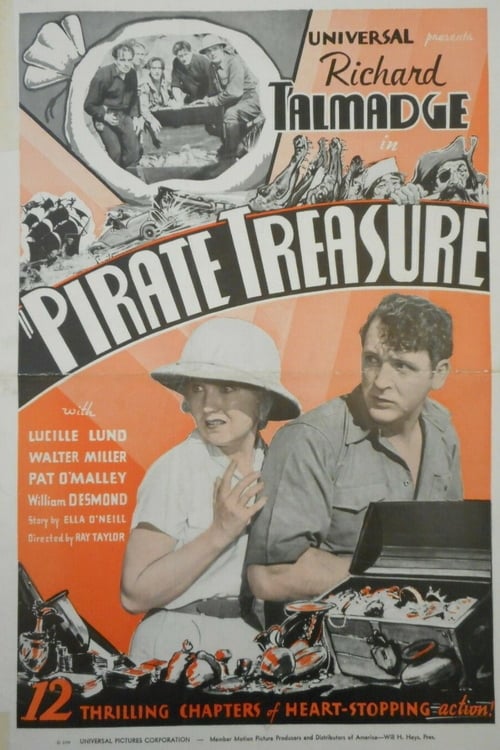 UNIVERSAL presents
Richard
TALMADGE
in
"PIRATE TREASURE
with
LUCILLE LUND
WALTER MILLER
PAT O'MALLEY
William DESMOND
Story by ELLA O'NEILL
Directed by RAY TAYLOR
12 THRILLING CHAPTERS of HEART-STOPPING action!
UNIVERSAL PICTURES CORPORATION — Member Motion Picture Producers and Distributors of America—Will H. Hays, Pres.